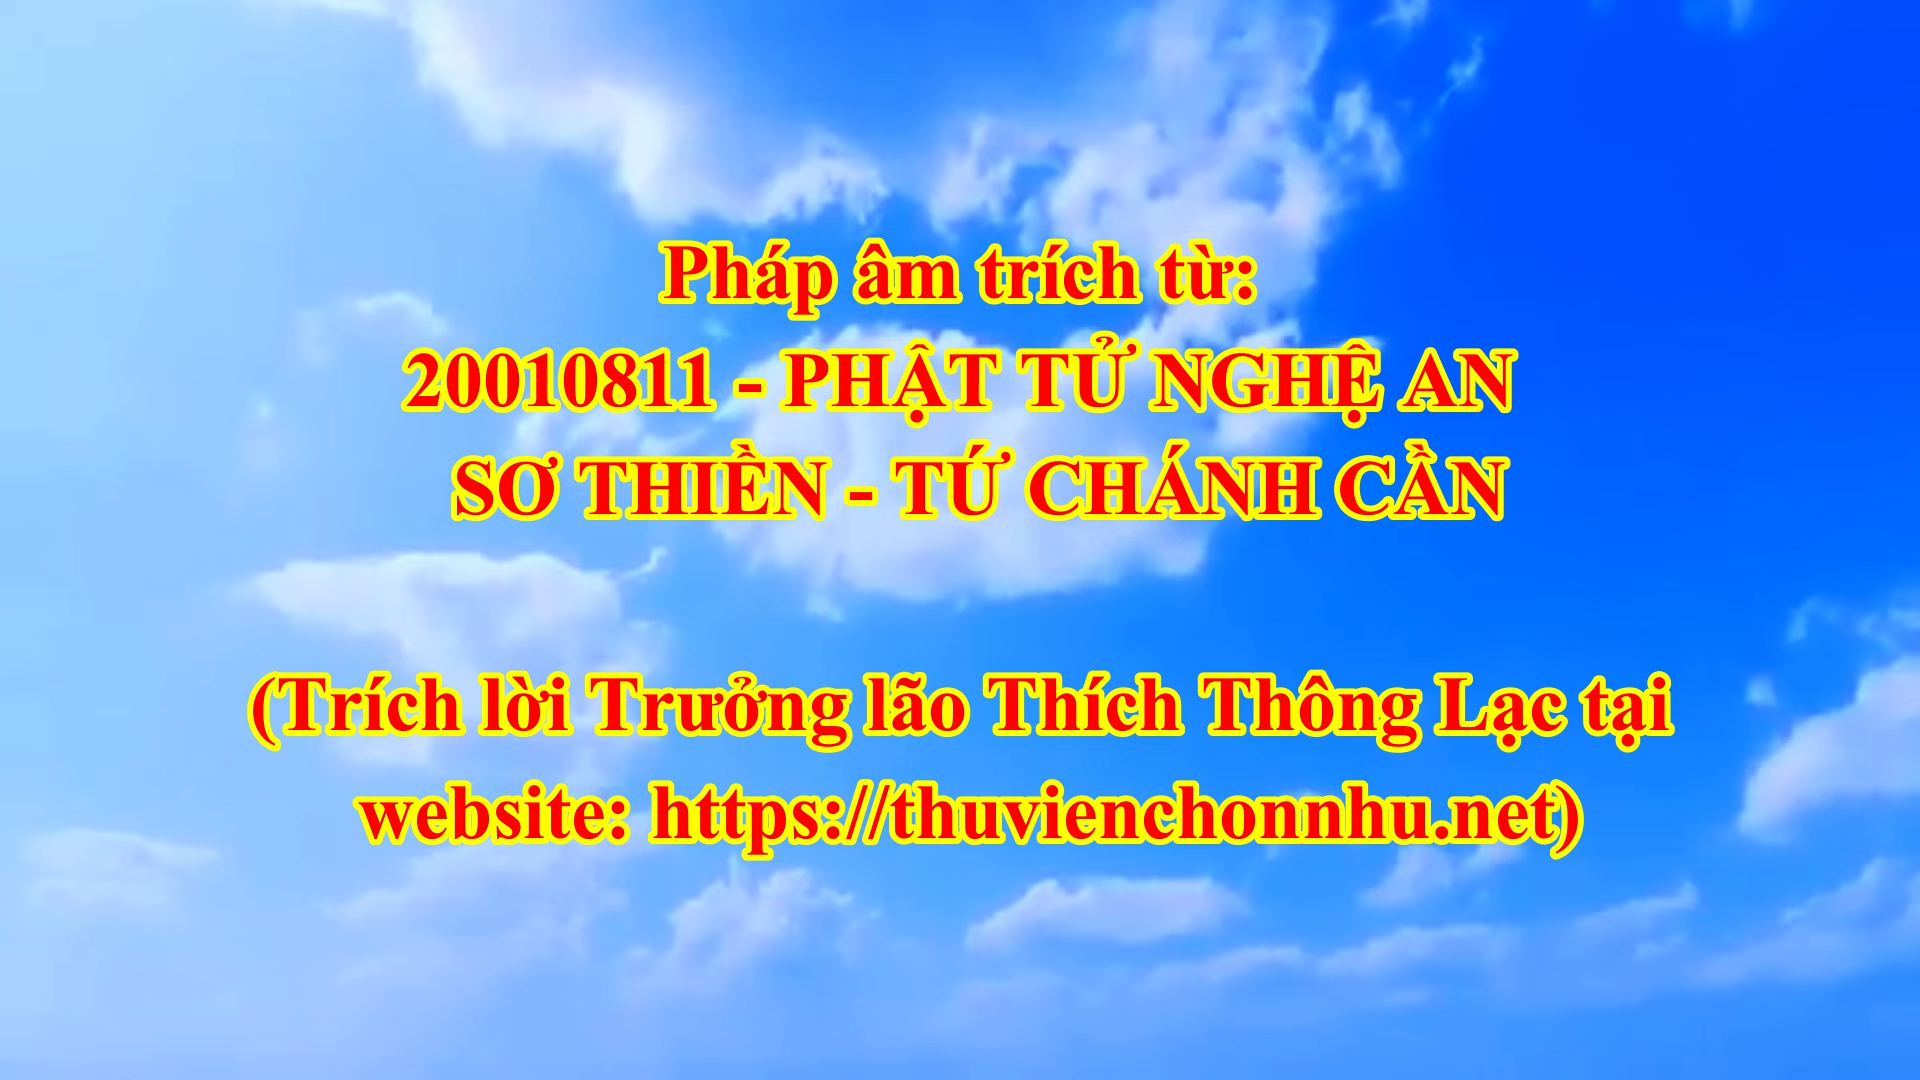 Pháp âm trích từ:
20010811 - PHẬT TỬ NGHỆ AN
SƠ THIỀN - TỨ CHÁNH CẦN
(Trích lời Trưởng lão Thích Thông Lạc tại
website: https://thuvienchonnhu.net)